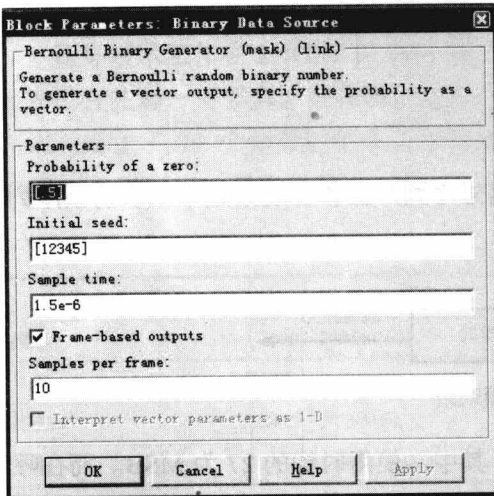 Block Parameters: Binary Data Source
Bernoulli Binary Generator (mask) (link)
Generate a Bernoulli random binary number.
To generate a vector output, specify the probability as a
vector.
Parameters
Probability of a zero:
[.5]
Initial seed:
[12345]
Sample time:
1.5e-6
Frame-based outputs
Samples per frame:
10
Interpret vector parameters as 1-D
OK
Cancel
Help
Apply